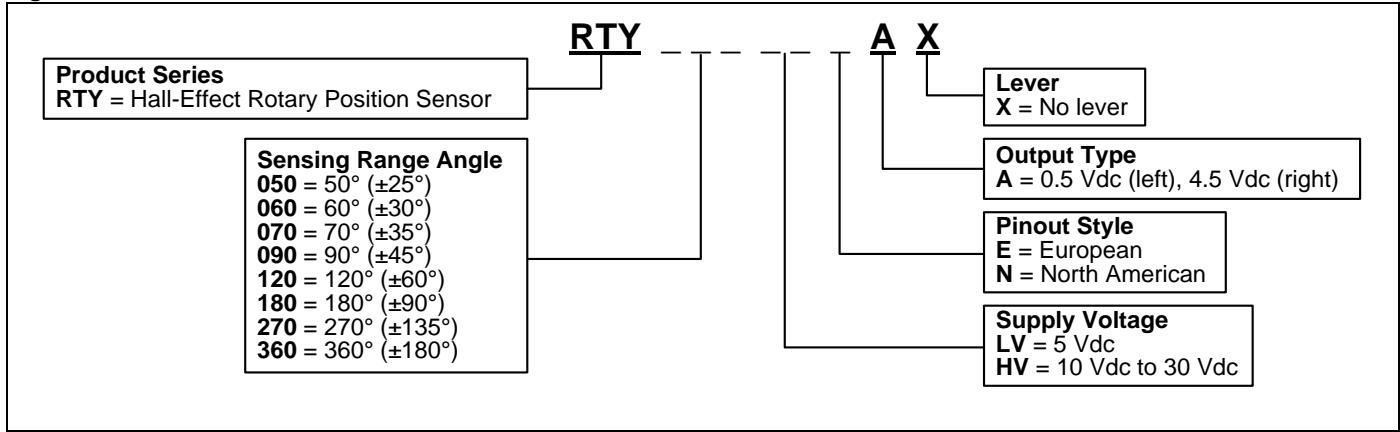 RTY _ _ _ _ _ _ A X
Product Series
RTY = Hall-Effect Rotary Position Sensor
Sensing Range Angle
050 = 50° (±25°)
060 = 60° (±30°)
070 = 70° (±35°)
090 = 90° (±45°)
120 = 120° (±60°)
180 = 180° (±90°)
270 = 270° (±135°)
360 = 360° (±180°)
Lever
X = No lever
Output Type
A = 0.5 Vdc (left), 4.5 Vdc (right)
Pinout Style
E = European
N = North American
Supply Voltage
LV = 5 Vdc
HV = 10 Vdc to 30 Vdc